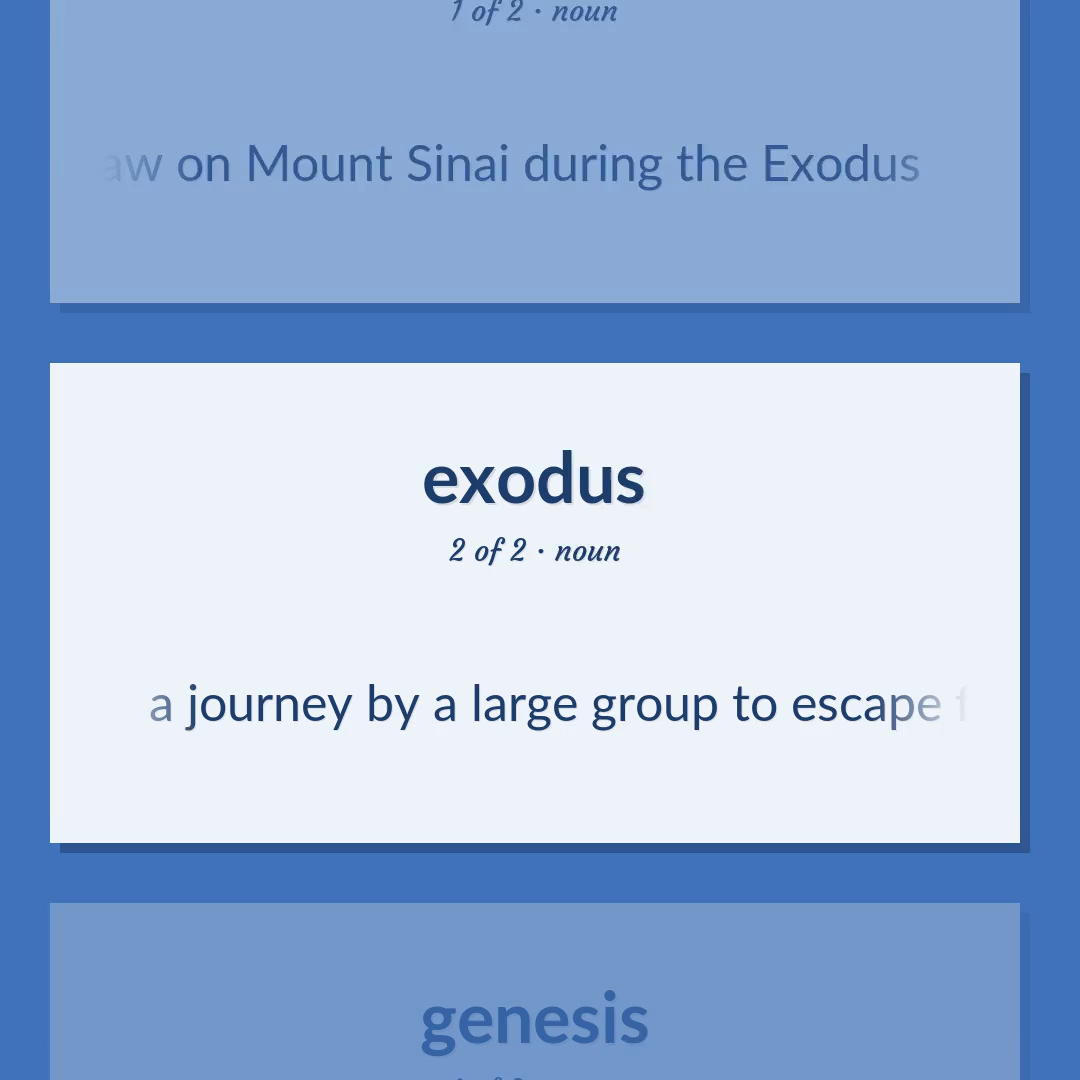 1 of 2 · noun
on Mount Sinai during the Exodus
exodus
2 of 2 · noun
a journey by a large group to escape
genesis